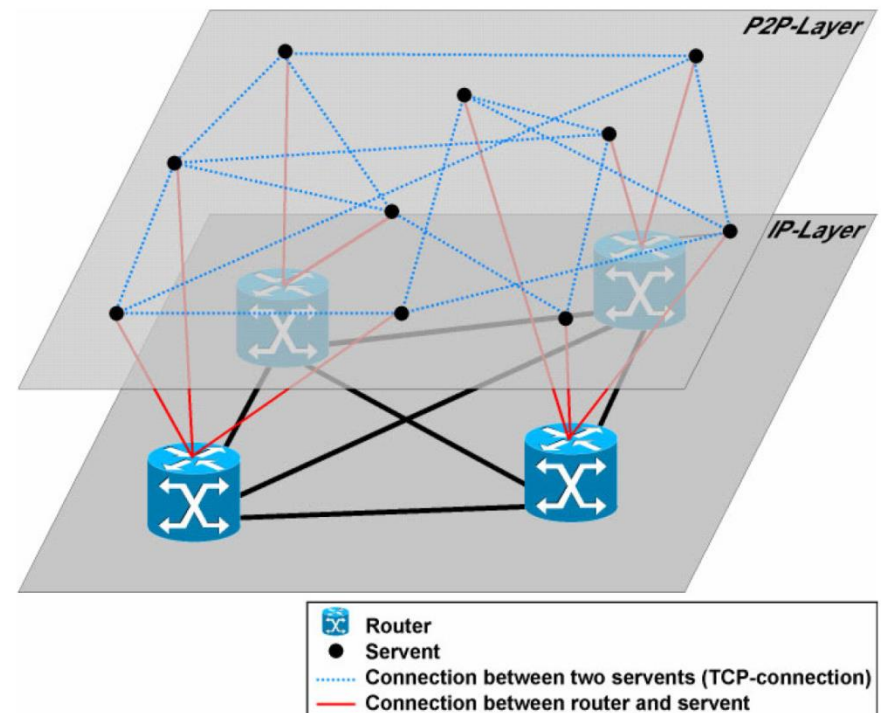 P2P-Layer
IP-Layer
Router
Servent
Connection between two servents (TCP-connection)
Connection between router and servent